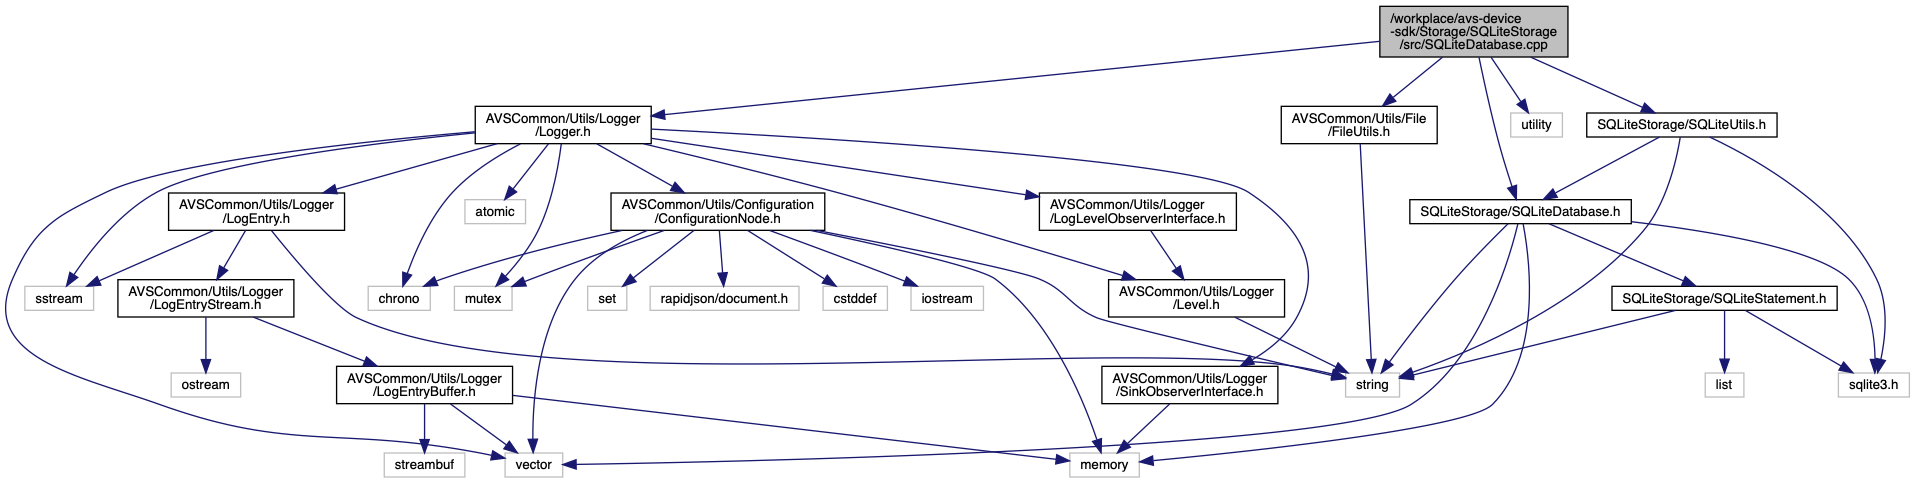 /workplace/avs-device
-sdk/Storage/SQLiteStorage
/src/SQLiteDatabase.cpp
AVSCommon/Utils/Logger
/Logger.h
AVSCommon/Utils/File
/FileUtils.h
utility
SQLiteStorage/SQLiteUtils.h
AVSCommon/Utils/Logger
/LogEntry.h
atomic
AVSCommon/Utils/Configuration
/ConfigurationNode.h
AVSCommon/Utils/Logger
/LogLevelObserverInterface.h
SQLiteStorage/SQLiteDatabase.h
sstream
AVSCommon/Utils/Logger
/LogEntryStream.h
chrono
mutex
set
rapidjson/document.h
cstddef
iostream
AVSCommon/Utils/Logger
/Level.h
SQLiteStorage/SQLiteStatement.h
ostream
AVSCommon/Utils/Logger
/LogEntryBuffer.h
AVSCommon/Utils/Logger
/SinkObserverInterface.h
string
list
sqlite3.h
streambuf
vector
memory